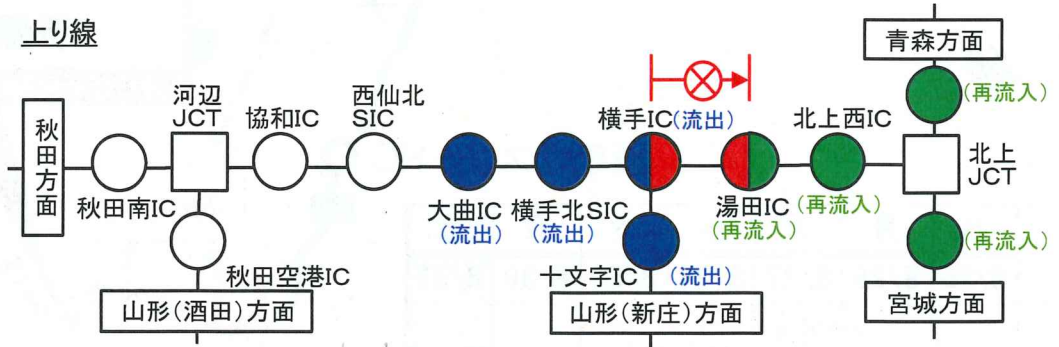 上り線
青森方面
(再流入)
河辺
JCT
協和IC
西仙北
SIC
横手IC(流出)
北上西IC
秋田方面
北上
JCT
秋田南IC
大曲IC
(流出)
横手北SIC
(流出)
湯田IC
(再流入)
(再流入)
(再流入)
秋田空港IC
十文字IC
(流出)
山形(酒田)方面
山形(新庄)方面
宮城方面